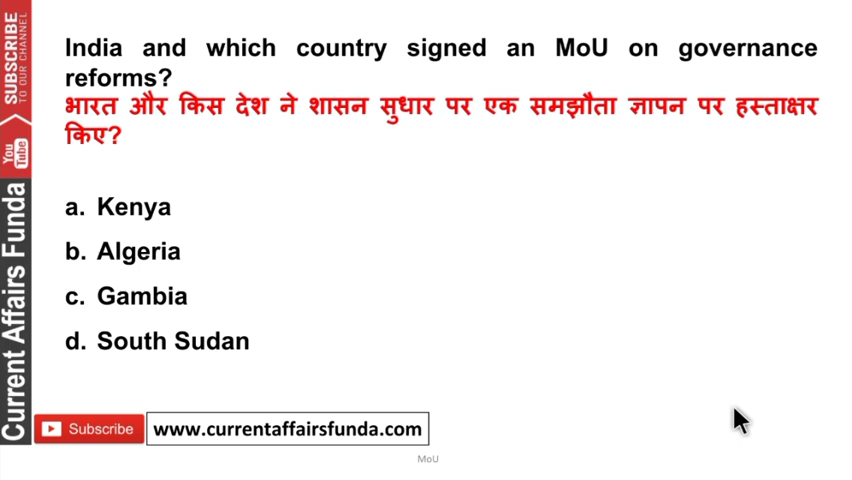 India and which country signed an MoU on governance
reforms?
भारत और किस देश ने शासन सुधार पर एक समझौता ज्ञापन पर हस्ताक्षर
किए?
a. Kenya
b. Algeria
c. Gambia
d. South Sudan
SUBSCRIBE
TO OUR CHANNEL
You
Tube
Current Affairs Funda
Subscribe
www.currentaffairsfunda.com
MoU